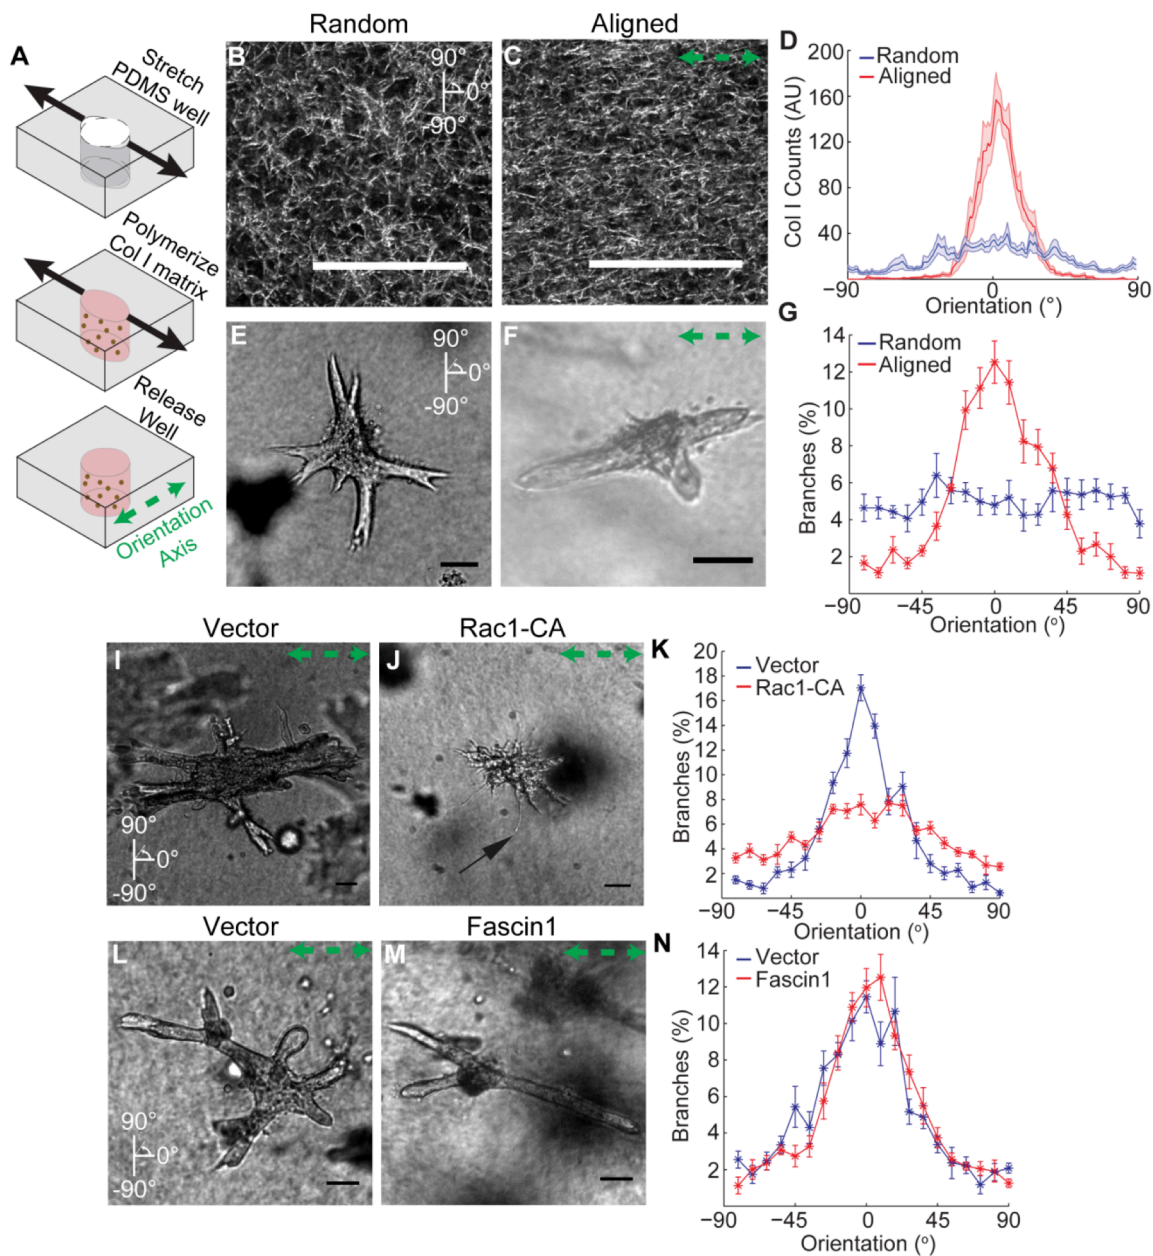 Random
Aligned
A
Stretch
PDMS well
Polymerize
Col I matrix
Release
Well
Orientation
Axis
B
90°
0°
-90°
C
D
200
160
120
80
40
Col I Counts (AU)
Random
Aligned
−90
0
90
Orientation (°)
E
90°
0°
-90°
F
G
14
12
10
8
6
4
2
Branches (%)
Random
Aligned
−90
−45
0
45
90
Orientation (°)
Vector
Rac1-CA
I
90°
0°
-90°
J
K
20
18
16
14
12
10
8
6
4
2
Branches (%)
Vector
Rac1-CA
−90
−45
0
45
90
Orientation (°)
Vector
Fascin1
L
90°
0°
-90°
M
N
14
12
10
8
6
4
2
Branches (%)
Vector
Fascin1
−90
−45
0
45
90
Orientation (°)